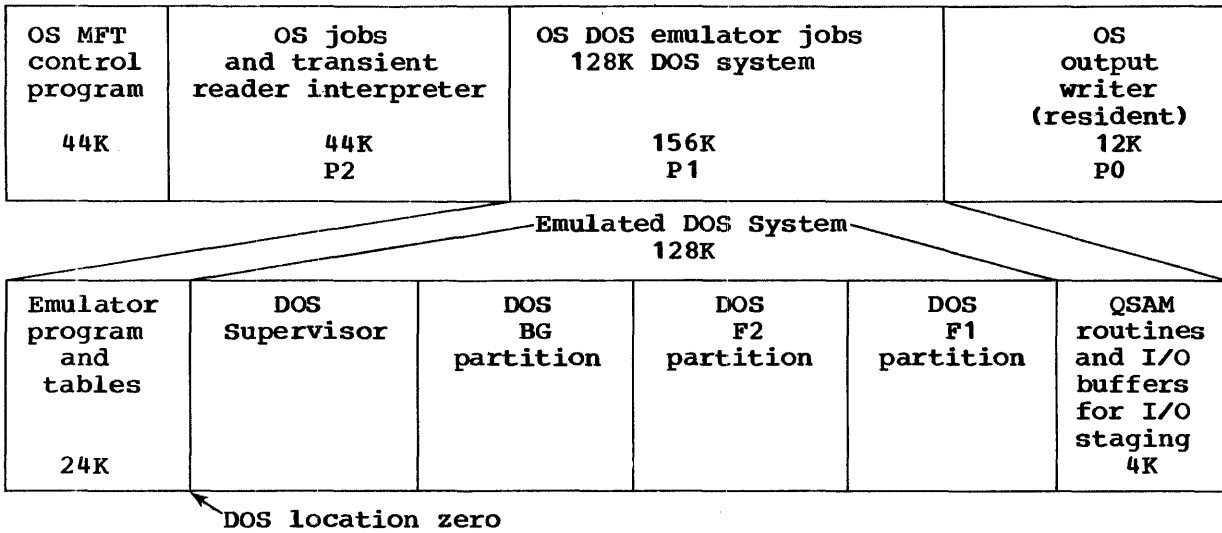 OS MFT
control
program
44K
OS jobs
and transient
reader interpreter
44K
P2
OS DOS emulator jobs
128K DOS system
156K
P1
OS
output
writer
(resident)
12K
P0
Emulated DOS System
128K
Emulator
program
and
tables
24K
DOS
Supervisor
DOS
BG
partition
DOS
F2
partition
DOS
F1
partition
QSAM
routines
and I/O
buffers
for I/O
staging
4K
DOS location zero